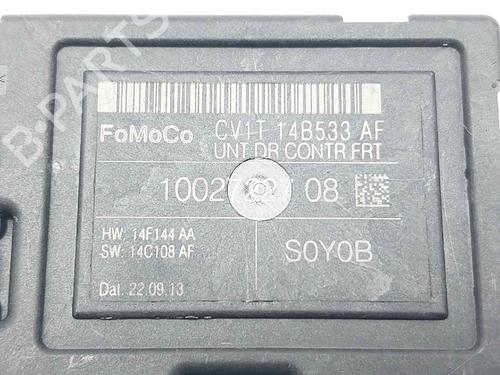 FoMoCo CV1T 14B533 AF
UNT DR CONTR FRT
08
HW: 14F144 AA
SW: 14C108 AF
S0Y0B
Dat. 22.09.13
B-PARTS